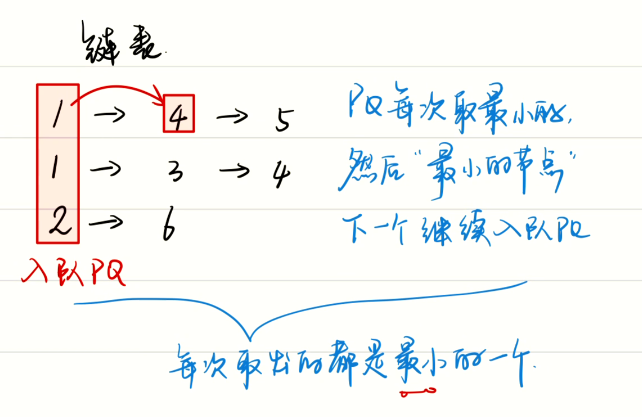 链表.
1 → 4 → 5
1 → 3 → 4
2 → 6
入队PQ
PQ每次取最小的,
然后“最小的节点”
下一个继续入队PQ
每次取出的都是最小的一个.